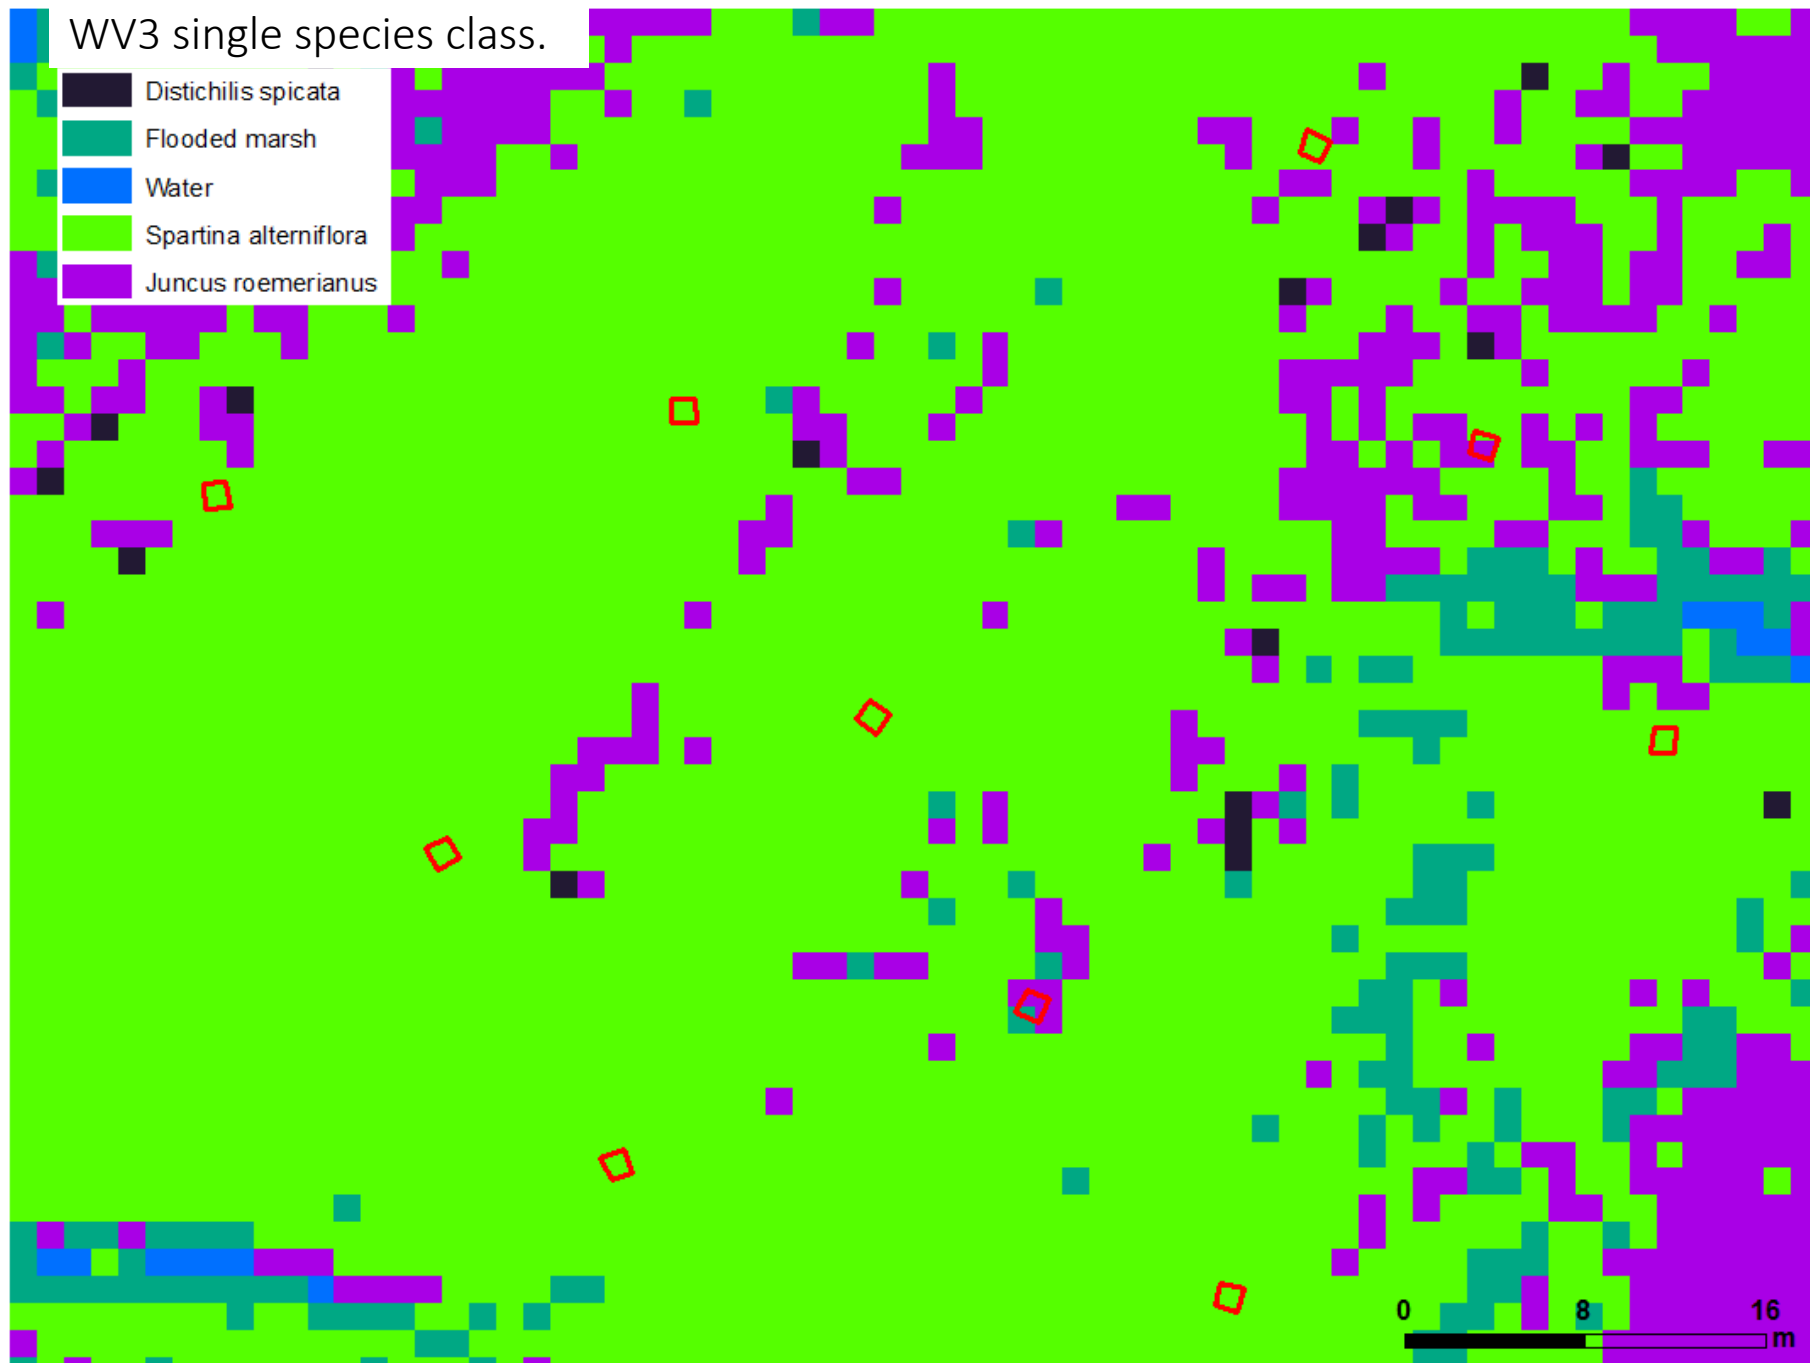 WV3 single species class.
Distichilis spicata
Flooded marsh
Water
Spartina alterniflora
Juncus roemerianus
0 8 16
m